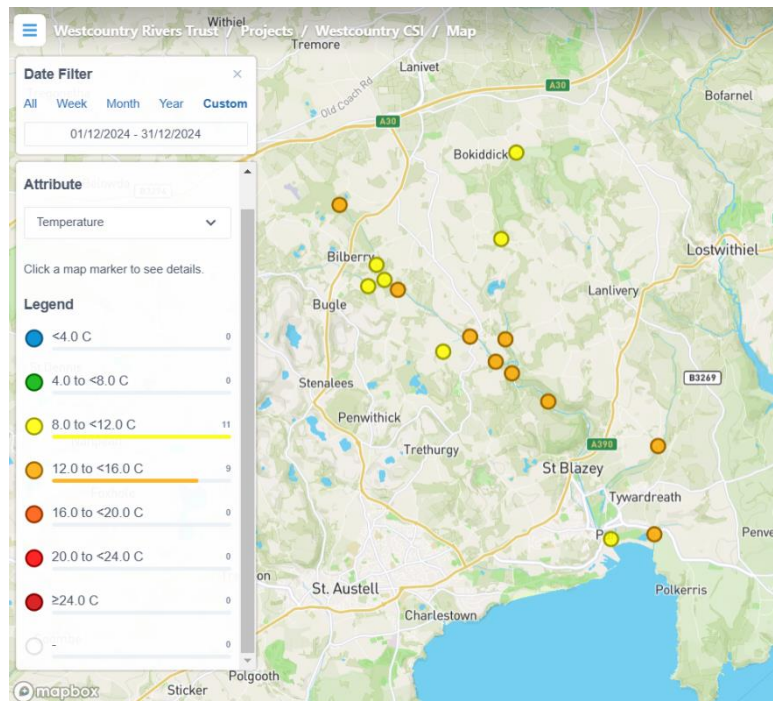 Westcountry Rivers Trust / Projects / Westcountry CSI / Map
Withiel
Tremore
Lanivet
Date Filter ×
All Week Month Year Custom
01/12/2024 - 31/12/2024
Old Coach Rd
A30
A30
Bofarnel
Bokiddick
Attribute
Temperature
Click a map marker to see details.
Bilberry
Lostwithiel
Bugle
Lanlivery
Legend
<4.0 C 0
4.0 to <8.0 C 0
8.0 to <12.0 C 11
12.0 to <16.0 C 9
16.0 to <20.0 C 0
20.0 to <24.0 C 0
≥24.0 C 0
- 0
Stenalees
B3269
Penwithick
Trethurgy
A390
St Blazey
Tywardreath
St. Austell
Polkerris
Charlestown
Polgooth
Sticker
mapbox